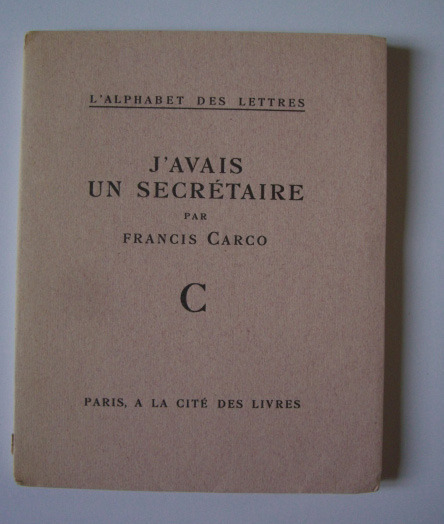 L'ALPHABET DES LETTRES
J'AVAIS
UN SECRÉTAIRE
PAR
FRANCIS CARCO
C
PARIS, A LA CITÉ DES LIVRES